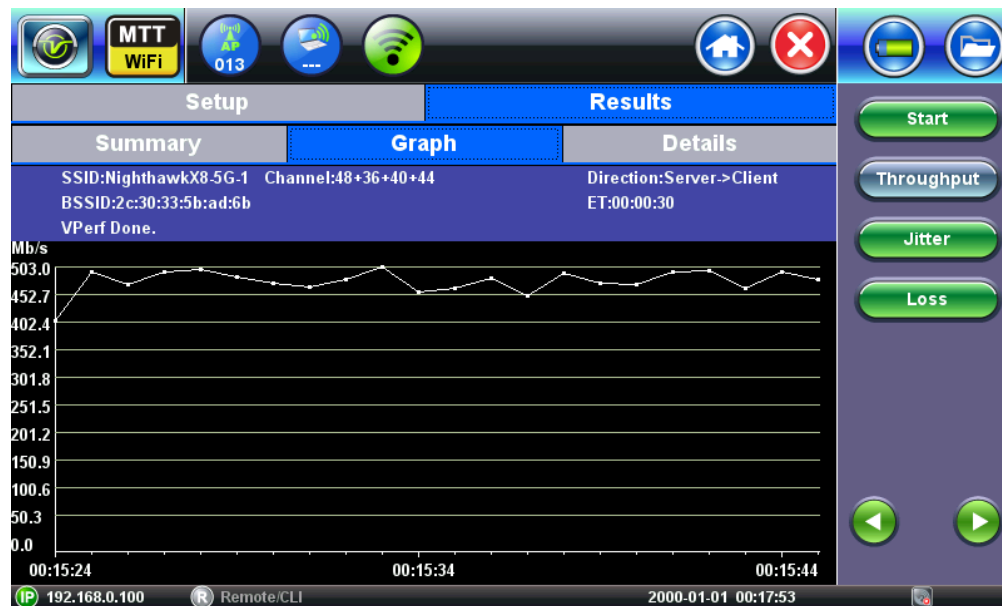 MTT
WiFi
AP
013
---
Setup
Results
Summary
Graph
Details
SSID:NighthawkX8-5G-1 Channel:48+36+40+44 Direction:Server->Client
BSSID:2c:30:33:5b:ad:6b ET:00:00:30
VPerf Done.
Mb/s
503.0
452.7
402.4
352.1
301.8
251.5
201.2
150.9
100.6
50.3
0.0
00:15:24 00:15:34 00:15:44
Start
Throughput
Jitter
Loss
IP 192.168.0.100 R Remote/CLI 2000-01-01 00:17:53